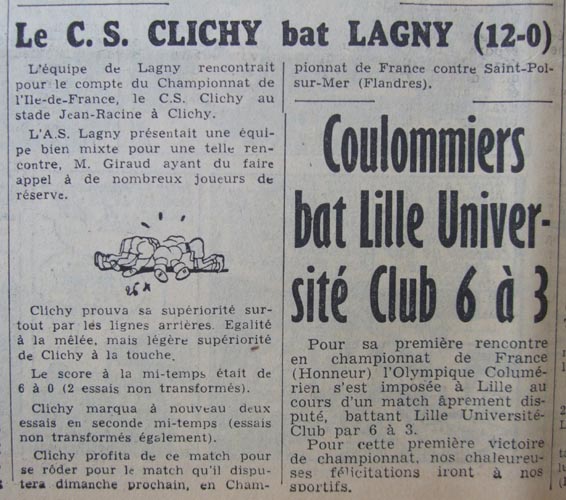 Le C. S. CLICHY bat LAGNY (12-0)
L'équipe de Lagny rencontrait
pour le compte du Championnat de
l'Ile-de-France, le C.S. Clichy au
stade Jean-Racine à Clichy.
L'A.S. Lagny présentait une équi-
pe bien mixte pour une telle ren-
contre, M. Giraud ayant du faire
appel à de nombreux joueurs de
réserve.
Clichy prouva sa supériorité sur-
tout par les lignes arrières. Egalité
à la mêlée, mais légère supériorité
de Clichy à la touche.
Le score à la mi-temps était de
6 à 0 (2 essais non transformés).
Clichy marqua à nouveau deux
essais en seconde mi-temps (essais
non transformés également).
Clichy profita de ce match pour
se rôder pour le match qu'il dispu-
tera dimanche prochain, en Cham-
pionnat de France contre Saint-Pol-
sur-Mer (Flandres).
Coulommiers
bat Lille Univer-
sité Club 6 à 3
Pour sa première rencontre
en championnat de France
(Honneur) l'Olympique Columé-
rien s'est imposée à Lille au
cours d'un match âprement dis-
puté, battant Lille Université-
Club par 6 à 3.
Pour cette première victoire
de championnat, nos chaleureu-
ses félicitations iront à nos
sportifs.